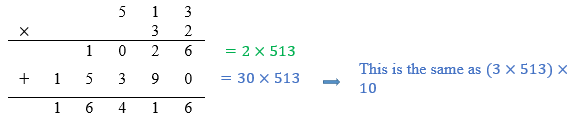 5 1 3
× 3 2
1 0 2 6 = 2 × 513
+ 1 5 3 9 0 = 30 × 513 This is the same as (3 × 513) ×
10
1 6 4 1 6